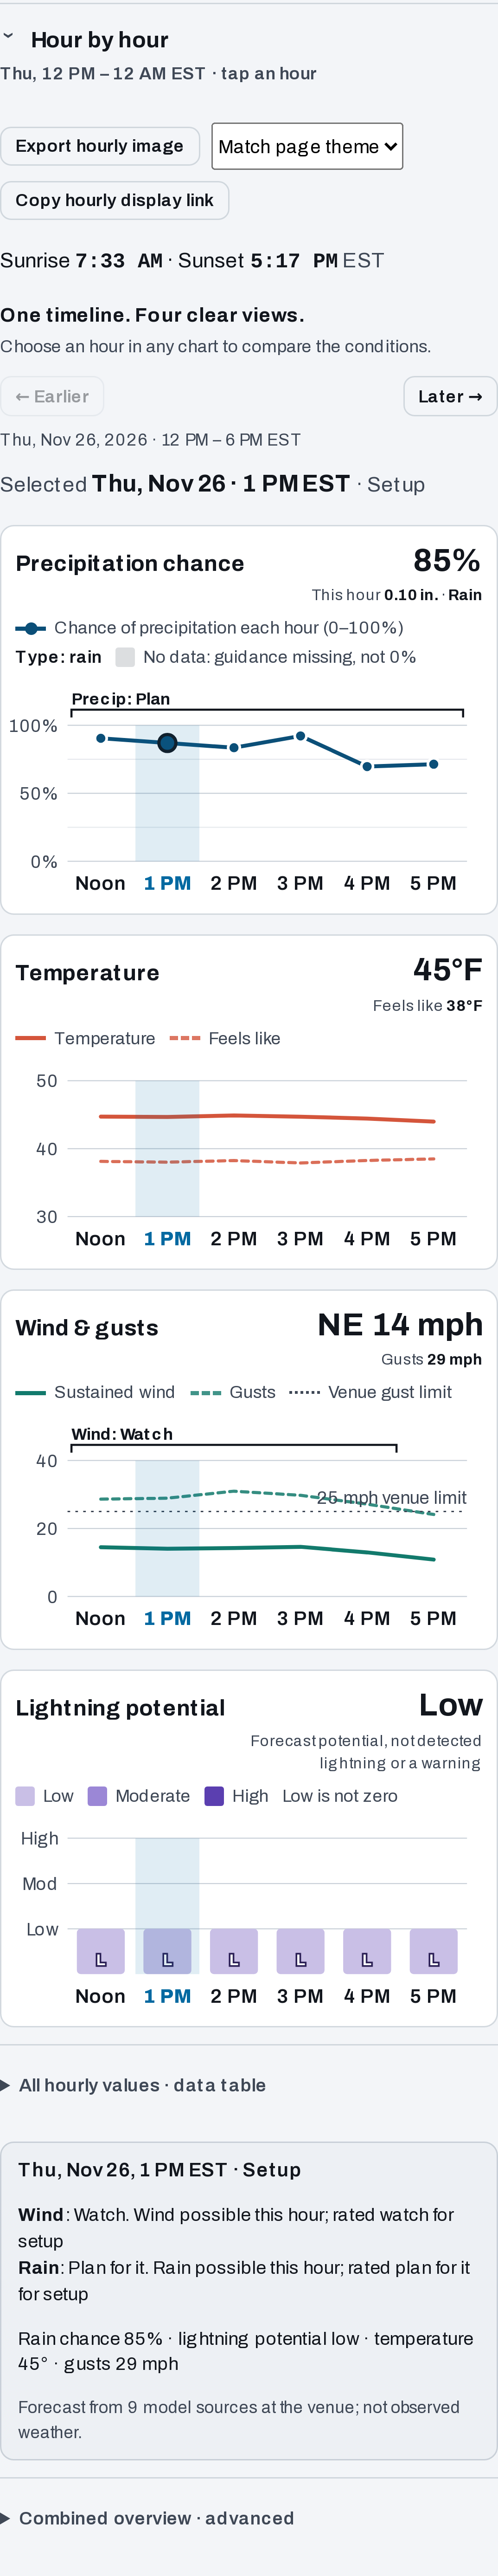 Hour by hour
Thu, 12 PM – 12 AM EST · tap an hour
Export hourly image
Match page theme
Copy hourly display link
Sunrise 7:33 AM · Sunset 5:17 PM EST
One timeline. Four clear views.
Choose an hour in any chart to compare the conditions.
← Earlier
Later →
Thu, Nov 26, 2026 · 12 PM – 6 PM EST
Selected Thu, Nov 26 · 1 PM EST · Setup
Precipitation chance
85%
This hour 0.10 in. · Rain
Chance of precipitation each hour (0–100%)
Type: rain
No data: guidance missing, not 0%
Precip: Plan
100%
50%
0%
Noon 1 PM 2 PM 3 PM 4 PM 5 PM
Temperature
45°F
Feels like 38°F
Temperature Feels like
50
40
30
Noon 1 PM 2 PM 3 PM 4 PM 5 PM
Wind & gusts
NE 14 mph
Gusts 29 mph
Sustained wind Gusts Venue gust limit
Wind: Watch
40
25 mph venue limit
20
0
Noon 1 PM 2 PM 3 PM 4 PM 5 PM
Lightning potential
Low
Forecast potential, not detected
lightning or a warning
Low Moderate High Low is not zero
High
Mod
Low
L L L L L L
Noon 1 PM 2 PM 3 PM 4 PM 5 PM
All hourly values · data table
Thu, Nov 26, 1 PM EST · Setup
Wind: Watch. Wind possible this hour; rated watch for
setup
Rain: Plan for it. Rain possible this hour; rated plan for it
for setup
Rain chance 85% · lightning potential low · temperature
45° · gusts 29 mph
Forecast from 9 model sources at the venue; not observed
weather.
Combined overview · advanced